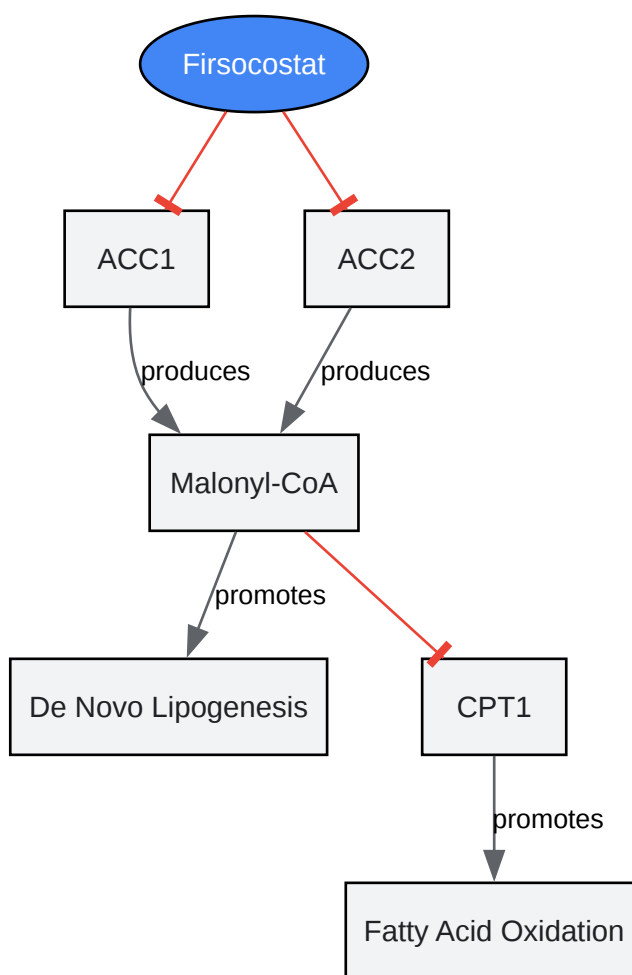 Firsocostat
ACC1
ACC2
produces
produces
Malonyl-CoA
promotes
De Novo Lipogenesis
CPT1
promotes
Fatty Acid Oxidation